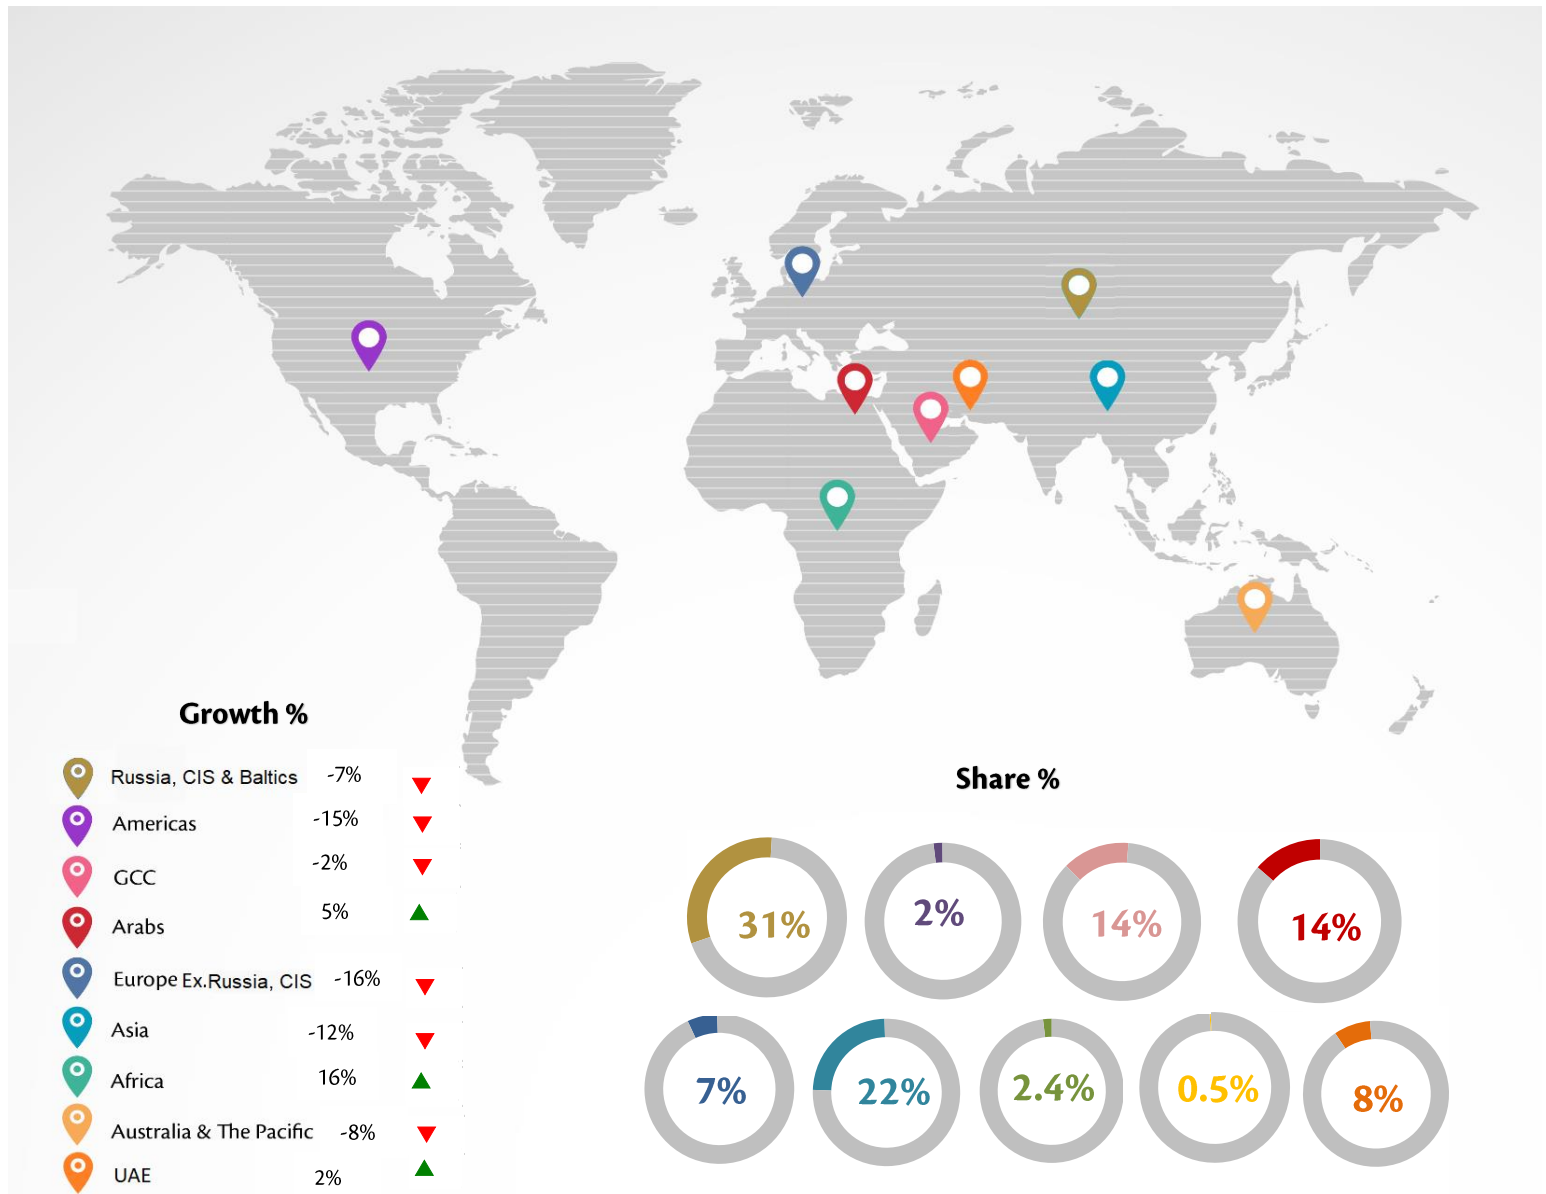 Growth %
Russia, CIS & Baltics -7%
Americas -15%
GCC -2%
Arabs 5%
Europe Ex.Russia, CIS -16%
Asia -12%
Africa 16%
Australia & The Pacific -8%
UAE 2%
Share %
31% 2% 14% 14%
7% 22% 2.4% 0.5% 8%